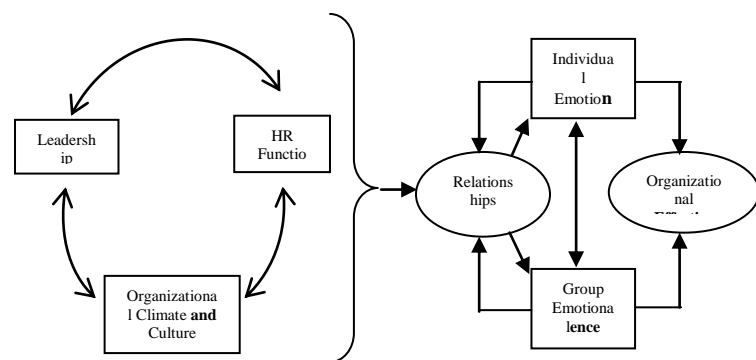 Leadersh
ip
HR
Functio
Organizationa
l Climate and
Culture
Relations
hips
Individua
l
Emotion
Group
Emotiona
lence
Organizatio
nal